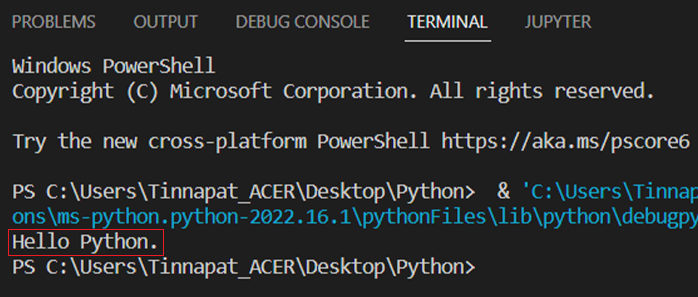 PROBLEMS OUTPUT DEBUG CONSOLE TERMINAL JUPYTER
Windows PowerShell
Copyright (C) Microsoft Corporation. All rights reserved.
Try the new cross-platform PowerShell https://aka.ms/pscore6
PS C:\Users\Tinnapat_ACER\Desktop\Python>  & 'C:\Users\Tinnap
ons\ms-python.python-2022.16.1\pythonFiles\lib\python\debugpy
Hello Python.
PS C:\Users\Tinnapat_ACER\Desktop\Python>